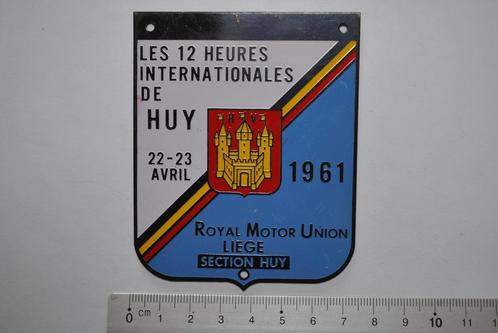 LES 12 HEURES
INTERNATIONALES
DE
HUY
22-23
AVRIL
H V
1961
ROYAL MOTOR UNION
LIEGE
SECTION HUY
0 cm 1 2 3 4 5 6 7 8 9 10 11 1